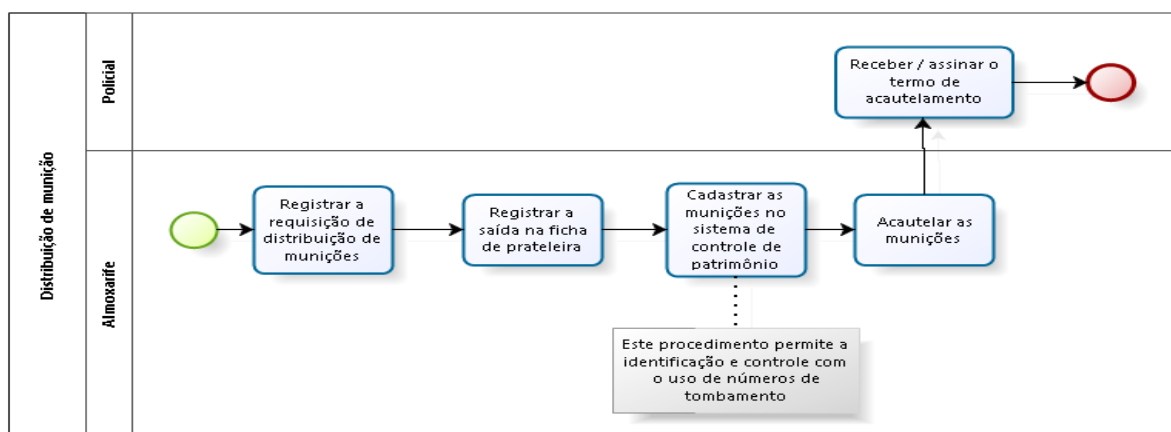 Distribuição de munição
Policial
Receber / assinar o
termo de
acautelamento
Almoxarife
Registrar a
requisição de
distribuição de
munições
Registrar a
saída na ficha
de prateleira
Cadastrar as
munições no
sistema de
controle de
patrimônio
Acautelar as
munições
Este procedimento permite a
identificação e controle com
o uso de números de
tombamento